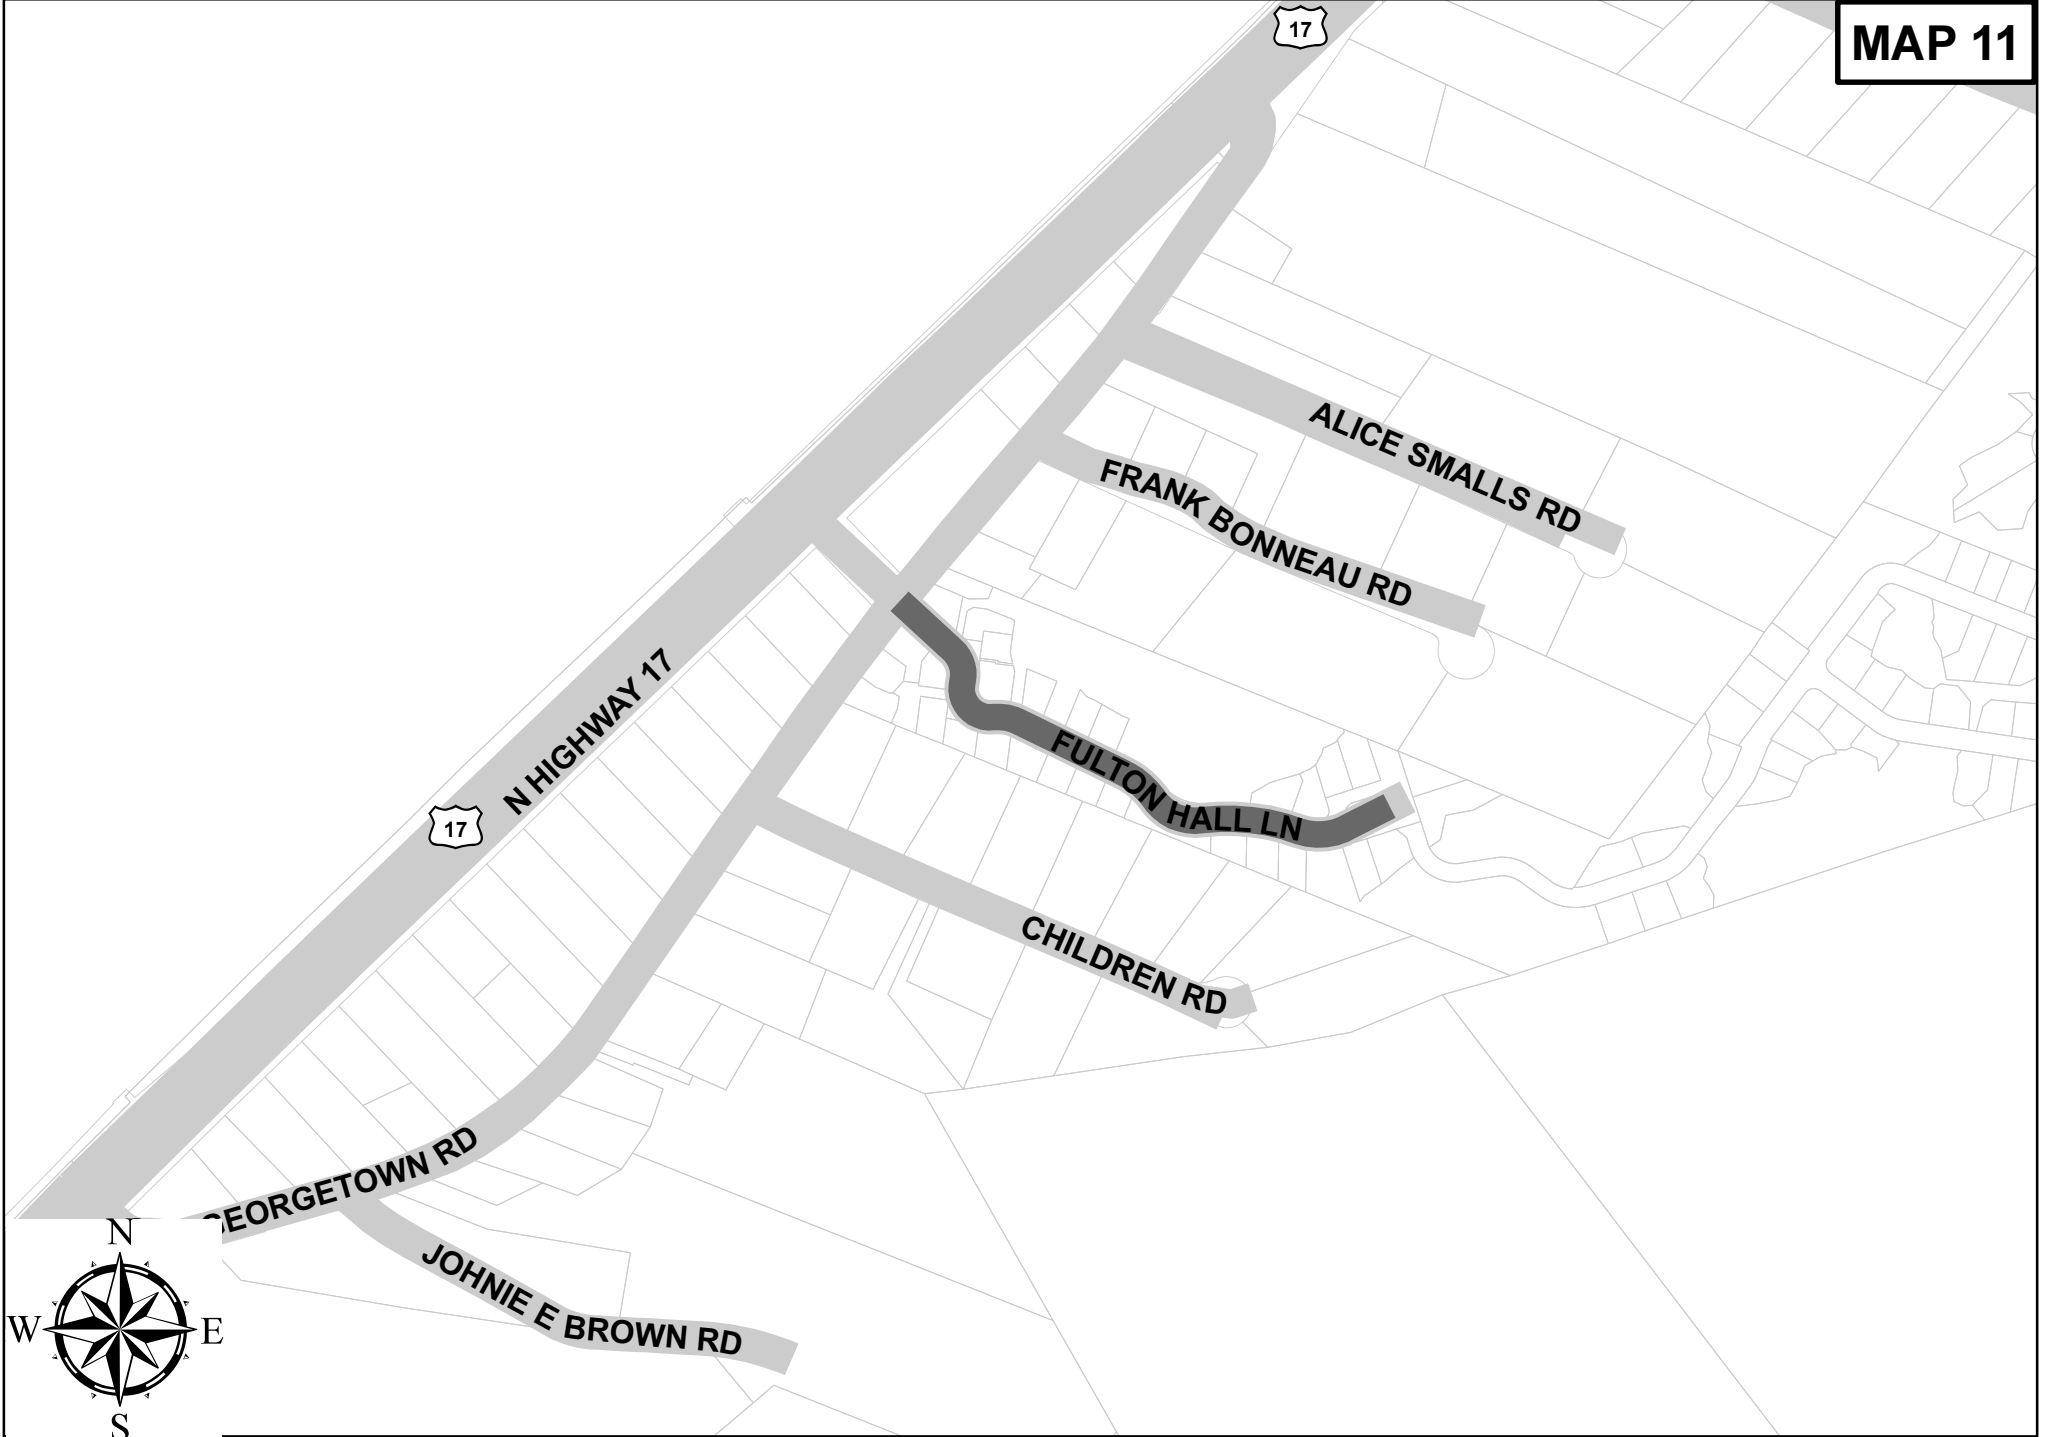 17
MAP 11
ALICE SMALLS RD
FRANK BONNEAU RD
N HIGHWAY 17
FULTON HALL LN
17
CHILDREN RD
GEORGETOWN RD
JOHNIE E BROWN RD
N
W E
S